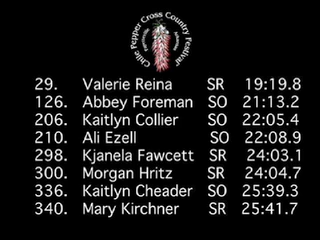 Chile Pepper Cross Country Festival
29. Valerie Reina SR 19:19.8
126. Abbey Foreman SO 21:13.2
206. Kaitlyn Collier SO 22:05.4
210. Ali Ezell SO 22:08.9
298. Kjanela Fawcett SR 24:03.1
300. Morgan Hritz SR 24:04.7
336. Kaitlyn Cheader SO 25:39.3
340. Mary Kirchner SR 25:41.7